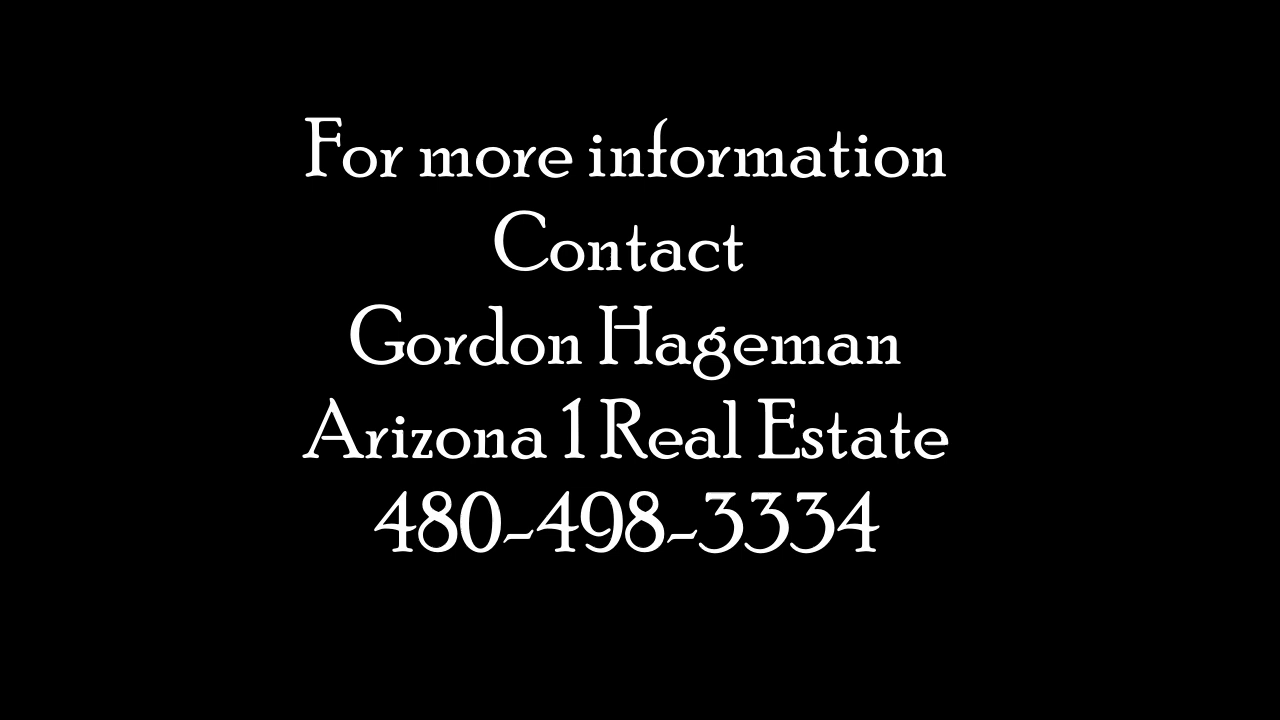 For more information
Contact
Gordon Hageman
Arizona 1 Real Estate
480-498-3334